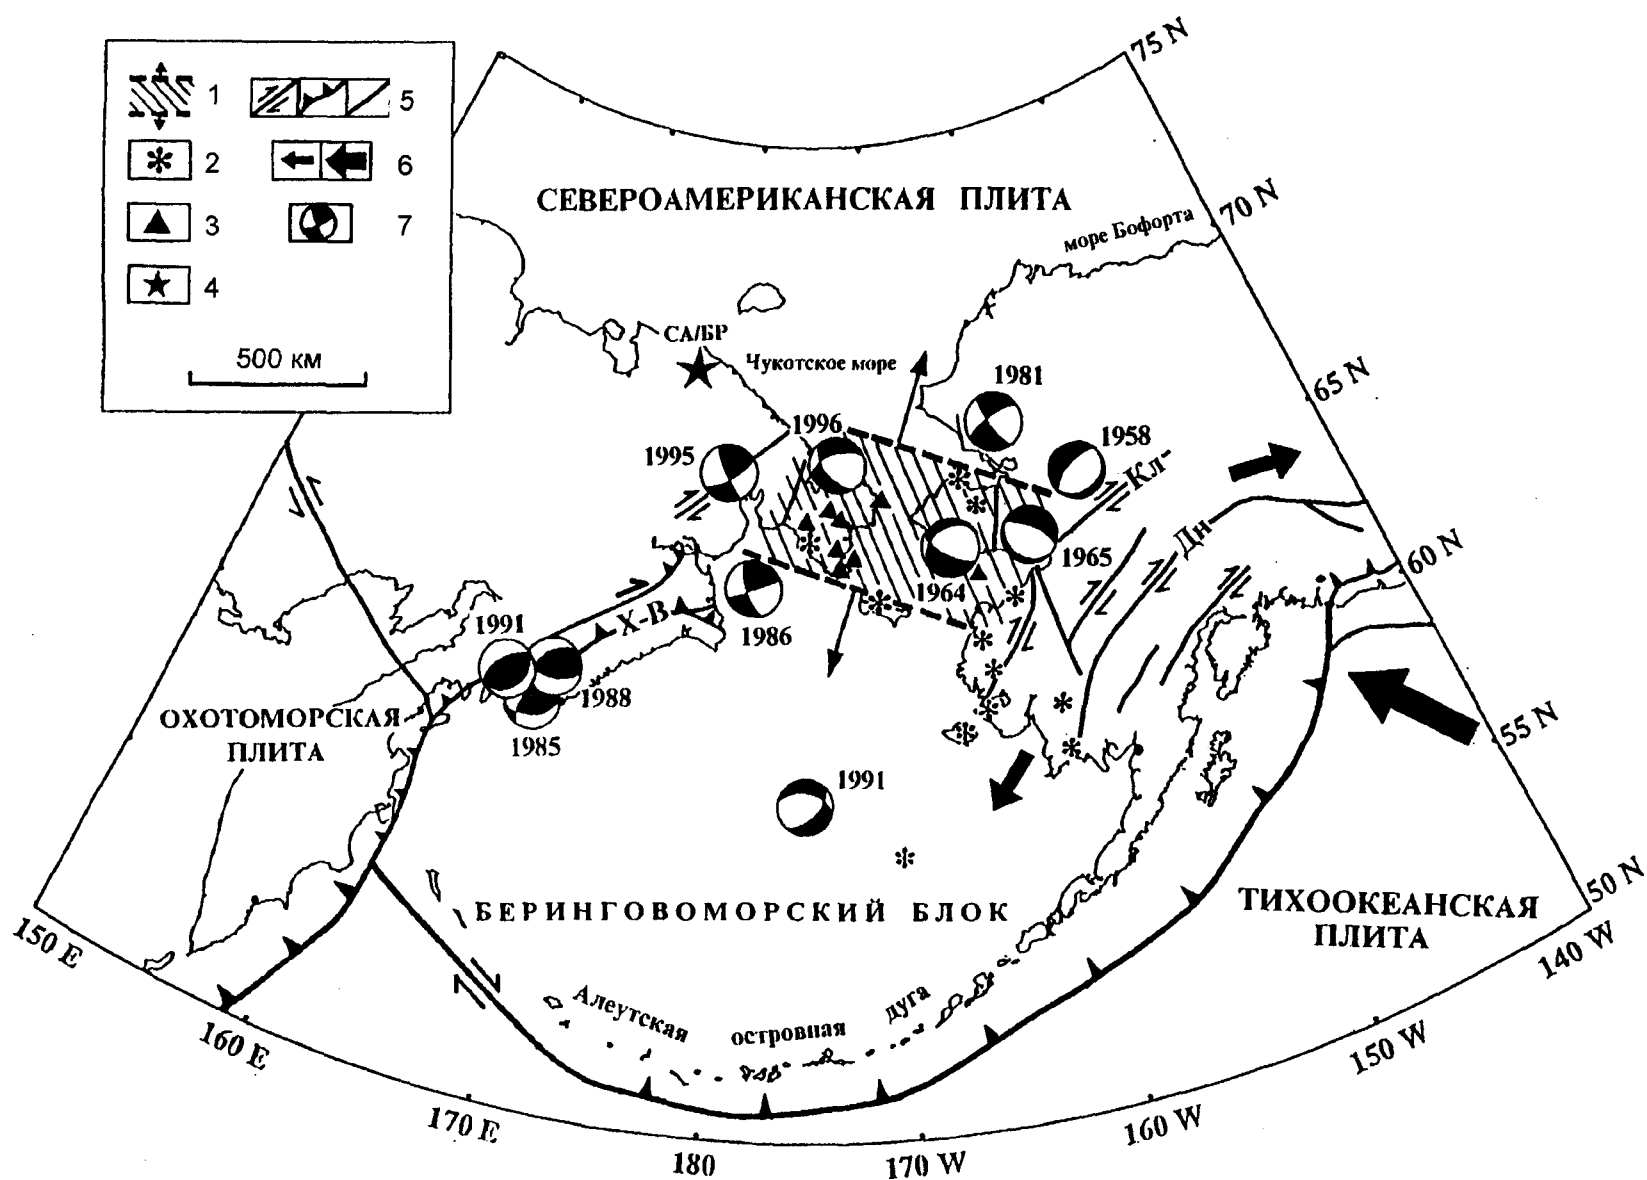 1
5
2
6
3
7
4
500 км
75 N
СЕВЕРОАМЕРИКАНСКАЯ ПЛИТА
70 N
море Бофорта
СА/БР
Чукотское море
65 N
1981
1996
1958
1995
Кл
Дн
60 N
1965
1964
1991
Х-В
1986
1988
ОХОТОМОРСКАЯ
ПЛИТА
1985
55 N
1991
50 N
БЕРИНГОВОМОРСКИЙ БЛОК
ТИХООКЕАНСКАЯ
ПЛИТА
150 E
140 W
Алеутская островная дуга
160 E
150 W
170 E
160 W
180
170 W